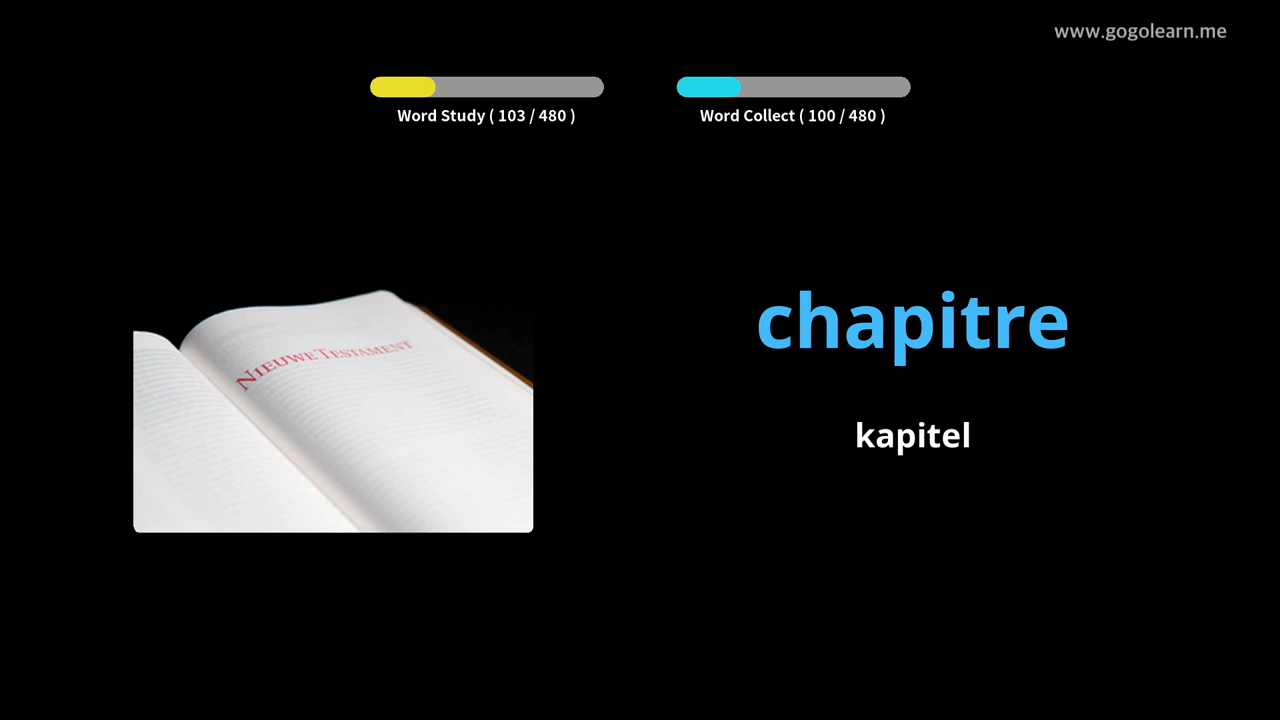 www.gogolearn.me
Word Study ( 103 / 480 )
Word Collect ( 100 / 480 )
NIEUWE TESTAMENT
chapitre
kapitel